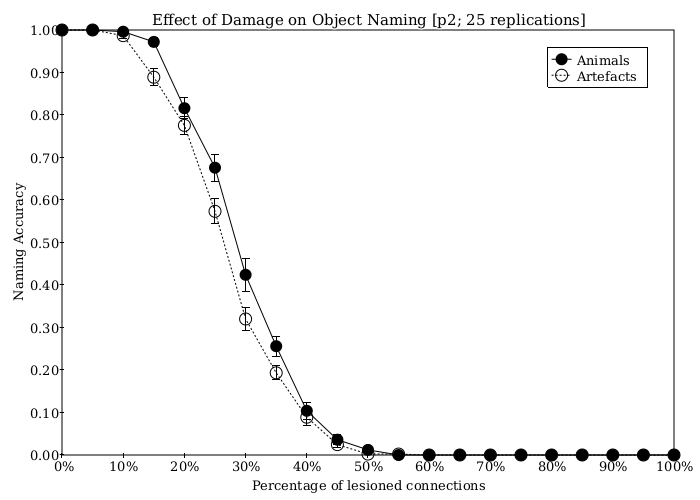 Effect of Damage on Object Naming [p2; 25 replications]
Animals
Artefacts
Naming Accuracy
1.00
0.90
0.80
0.70
0.60
0.50
0.40
0.30
0.20
0.10
0.00
0% 10% 20% 30% 40% 50% 60% 70% 80% 90% 100%
Percentage of lesioned connections